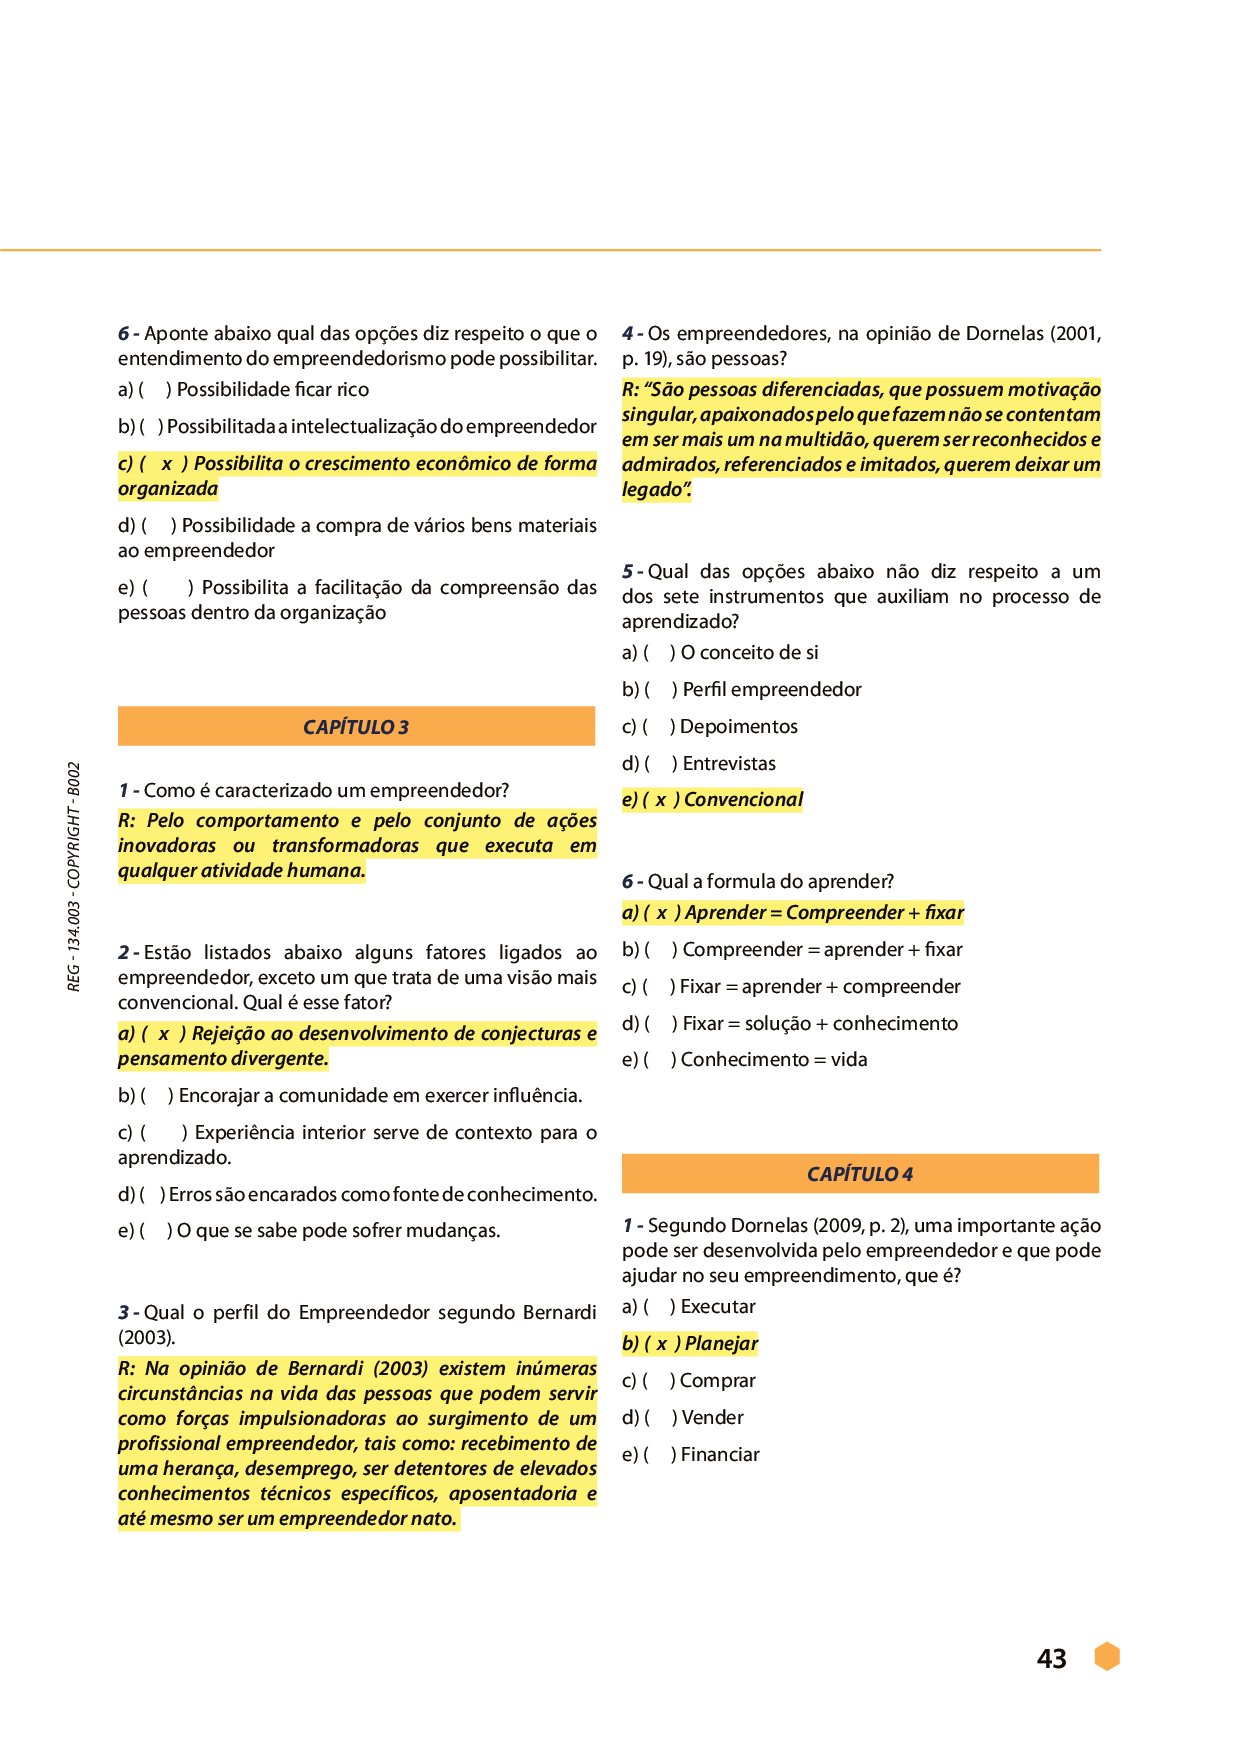 6 - Aponte abaixo qual das opções diz respeito o que o
entendimento do empreendedorismo pode possibilitar.
a) (    ) Possibilidade ficar rico
b) (   ) Possibilitada a intelectualização do empreendedor
c) (   x  ) Possibilita o crescimento econômico de forma
organizada
d) (    ) Possibilidade a compra de vários bens materiais
ao empreendedor
e) (    ) Possibilita a facilitação da compreensão das
pessoas dentro da organização
CAPÍTULO 3
1 - Como é caracterizado um empreendedor?
R: Pelo comportamento e pelo conjunto de ações
inovadoras ou transformadoras que executa em
qualquer atividade humana.
2 - Estão listados abaixo alguns fatores ligados ao
empreendedor, exceto um que trata de uma visão mais
convencional. Qual é esse fator?
a) (  x  ) Rejeição ao desenvolvimento de conjecturas e
pensamento divergente.
b) (    ) Encorajar a comunidade em exercer influência.
c) (    ) Experiência interior serve de contexto para o
aprendizado.
d) (   ) Erros são encarados como fonte de conhecimento.
e) (    ) O que se sabe pode sofrer mudanças.
3 - Qual o perfil do Empreendedor segundo Bernardi
(2003).
R: Na opinião de Bernardi (2003) existem inúmeras
circunstâncias na vida das pessoas que podem servir
como forças impulsionadoras ao surgimento de um
profissional empreendedor, tais como: recebimento de
uma herança, desemprego, ser detentores de elevados
conhecimentos técnicos específicos, aposentadoria e
até mesmo ser um empreendedor nato.
4 - Os empreendedores, na opinião de Dornelas (2001,
p. 19), são pessoas?
R: “São pessoas diferenciadas, que possuem motivação
singular, apaixonados pelo que fazem não se contentam
em ser mais um na multidão, querem ser reconhecidos e
admirados, referenciados e imitados, querem deixar um
legado”.
5 - Qual das opções abaixo não diz respeito a um
dos sete instrumentos que auxiliam no processo de
aprendizado?
a) (    ) O conceito de si
b) (    ) Perfil empreendedor
c) (    ) Depoimentos
d) (    ) Entrevistas
e) (  x  ) Convencional
6 - Qual a formula do aprender?
a) (  x  ) Aprender = Compreender + fixar
b) (    ) Compreender = aprender + fixar
c) (    ) Fixar = aprender + compreender
d) (    ) Fixar = solução + conhecimento
e) (    ) Conhecimento = vida
CAPÍTULO 4
1 - Segundo Dornelas (2009, p. 2), uma importante ação
pode ser desenvolvida pelo empreendedor e que pode
ajudar no seu empreendimento, que é?
a) (    ) Executar
b) (  x  ) Planejar
c) (    ) Comprar
d) (    ) Vender
e) (    ) Financiar
REG - 134.003 - COPYRIGHT - B002
43